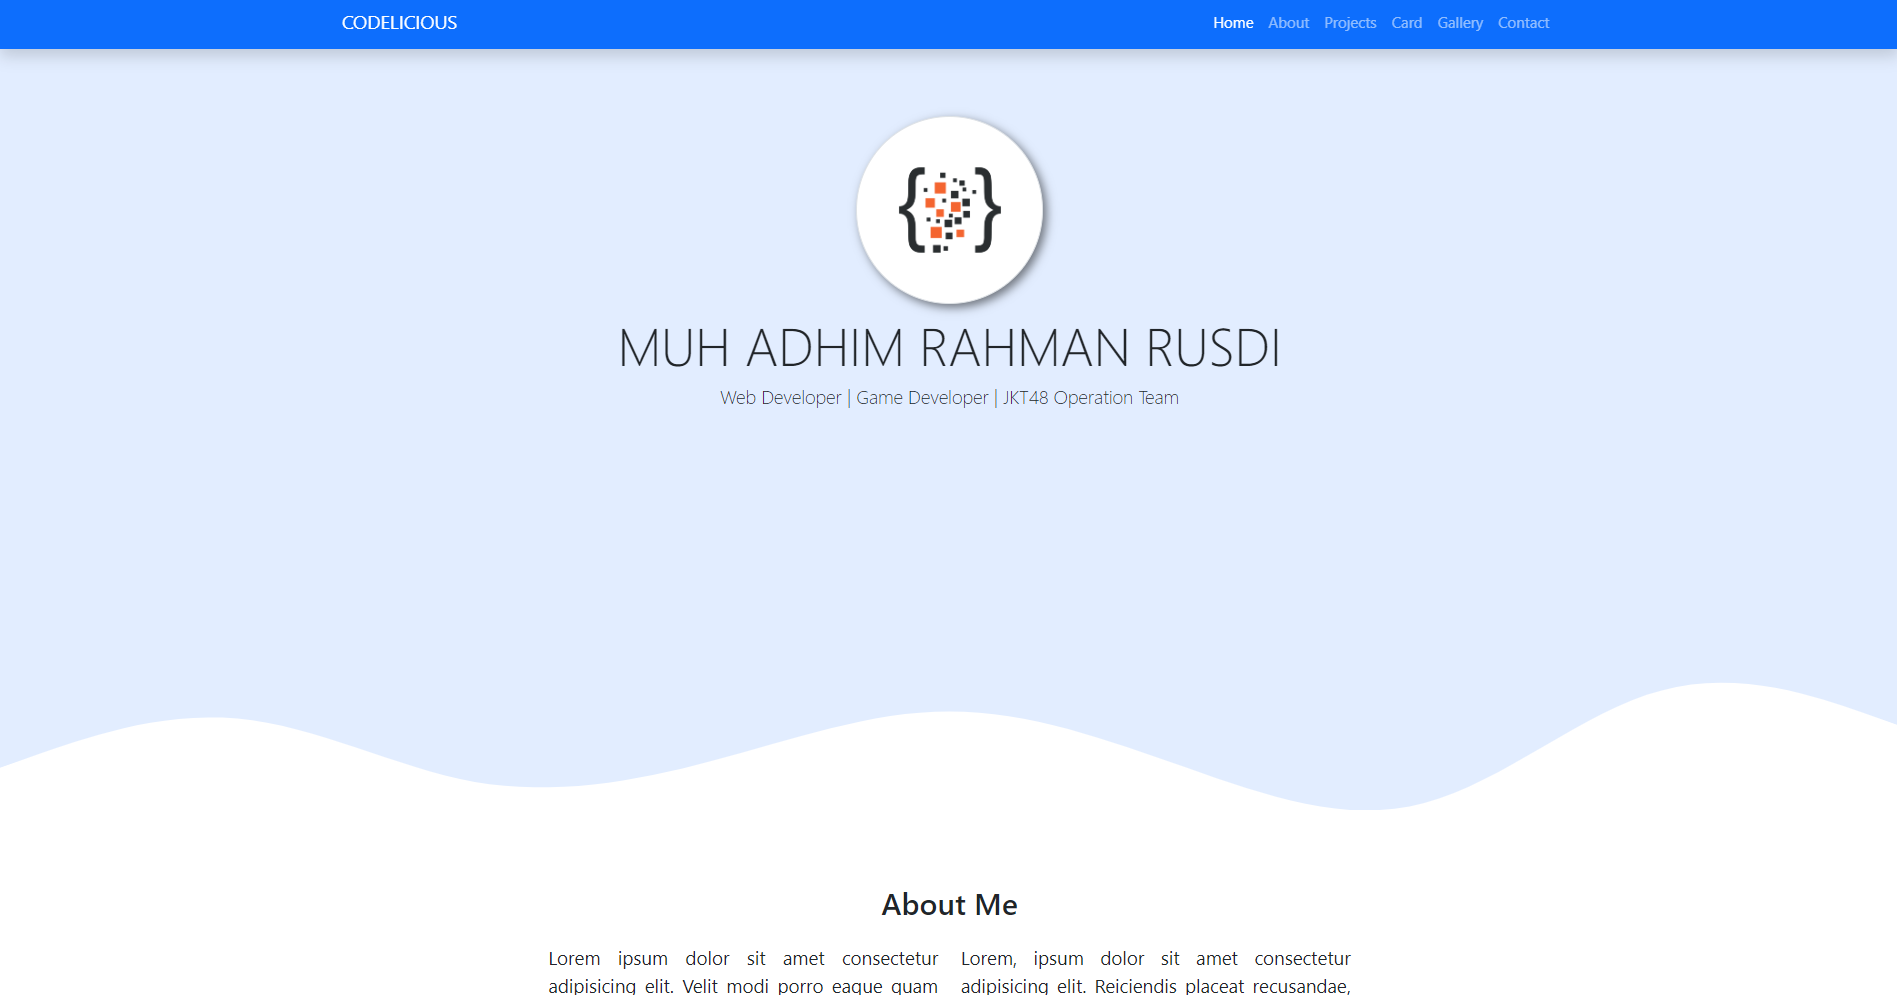 CODELICIOUS
Home About Projects Card Gallery Contact
MUH ADHIM RAHMAN RUSDI
Web Developer | Game Developer | JKT48 Operation Team
About Me
Lorem ipsum dolor sit amet consectetur
adipisicing elit. Velit modi porro eaque quam
Lorem, ipsum dolor sit amet consectetur
adipisicing elit. Reiciendis placeat recusandae,